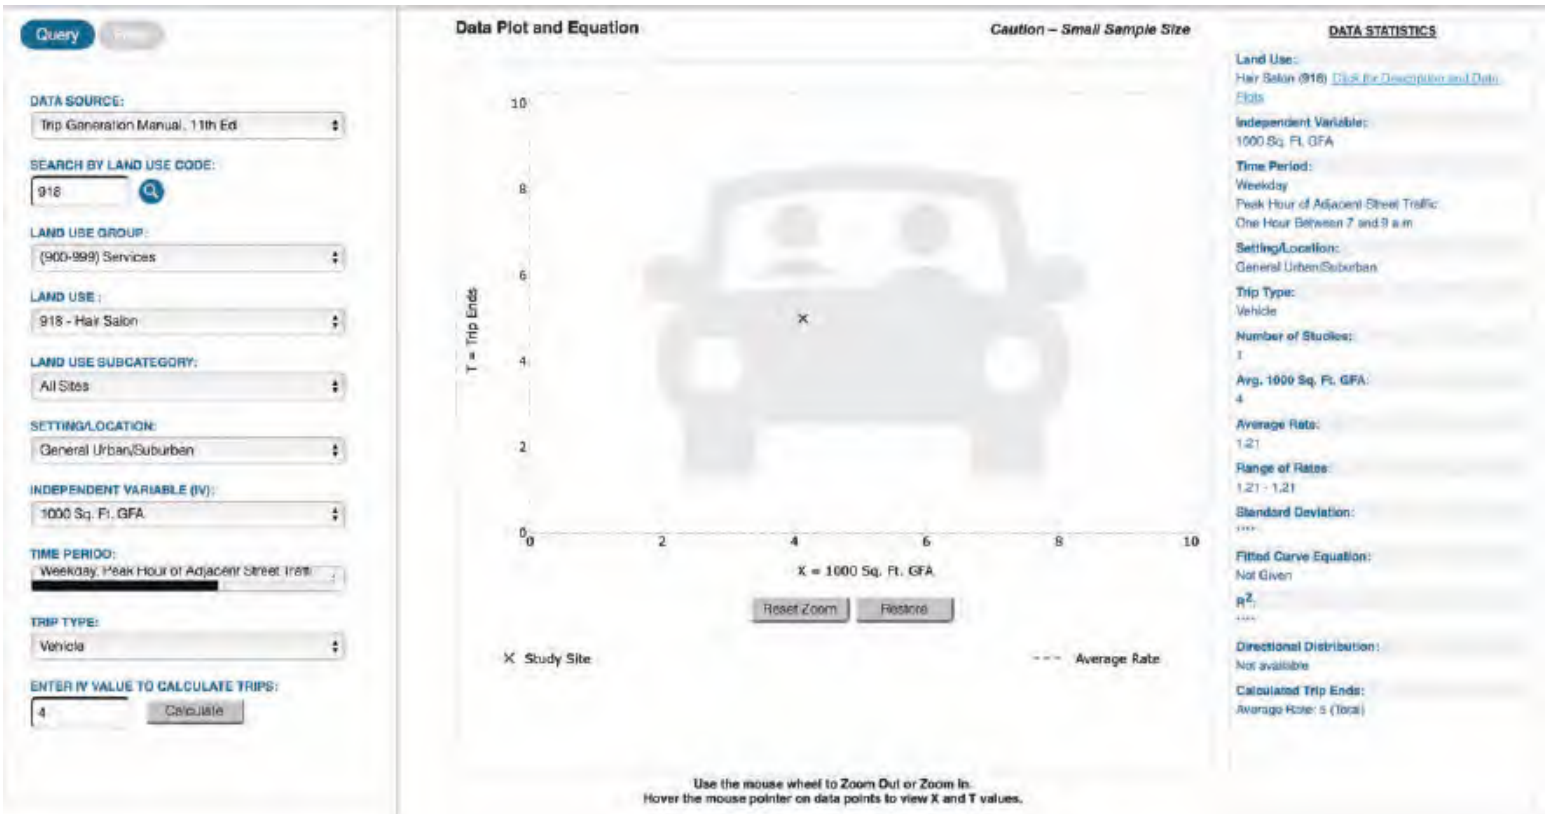 Query
DATA SOURCE:
Trip Generation Manual, 11th Ed
SEARCH BY LAND USE CODE:
918
LAND USE GROUP:
(900-999) Services
LAND USE :
918 - Hair Salon
LAND USE SUBCATEGORY:
All Sites
SETTING/LOCATION:
General Urban/Suburban
INDEPENDENT VARIABLE (IV):
1000 Sq. Ft. GFA
TIME PERIOD:
Weekday, Peak Hour of Adjacent Street Traffi
TRIP TYPE:
Vehicle
ENTER IV VALUE TO CALCULATE TRIPS:
4
Calculate
Data Plot and Equation
Caution – Small Sample Size
10
8
6
4
2
0
T = Trip Ends
0
2
4
6
8
10
X = 1000 Sq. Ft. GFA
Reset Zoom
Restore
X Study Site
--- Average Rate
Use the mouse wheel to Zoom Out or Zoom In.
Hover the mouse pointer on data points to view X and T values.
DATA STATISTICS
Land Use:
Hair Salon (918) Click for Description and Data
Plots
Independent Variable:
1000 Sq. Ft. GFA
Time Period:
Weekday
Peak Hour of Adjacent Street Traffic
One Hour Between 7 and 9 a.m.
Setting/Location:
General Urban/Suburban
Trip Type:
Vehicle
Number of Studies:
1
Avg. 1000 Sq. Ft. GFA:
4
Average Rate:
1.21
Range of Rates:
1.21 - 1.21
Standard Deviation:
****
Fitted Curve Equation:
Not Given
R²:
****
Directional Distribution:
Not available
Calculated Trip Ends:
Average Rate: 5 (Total)